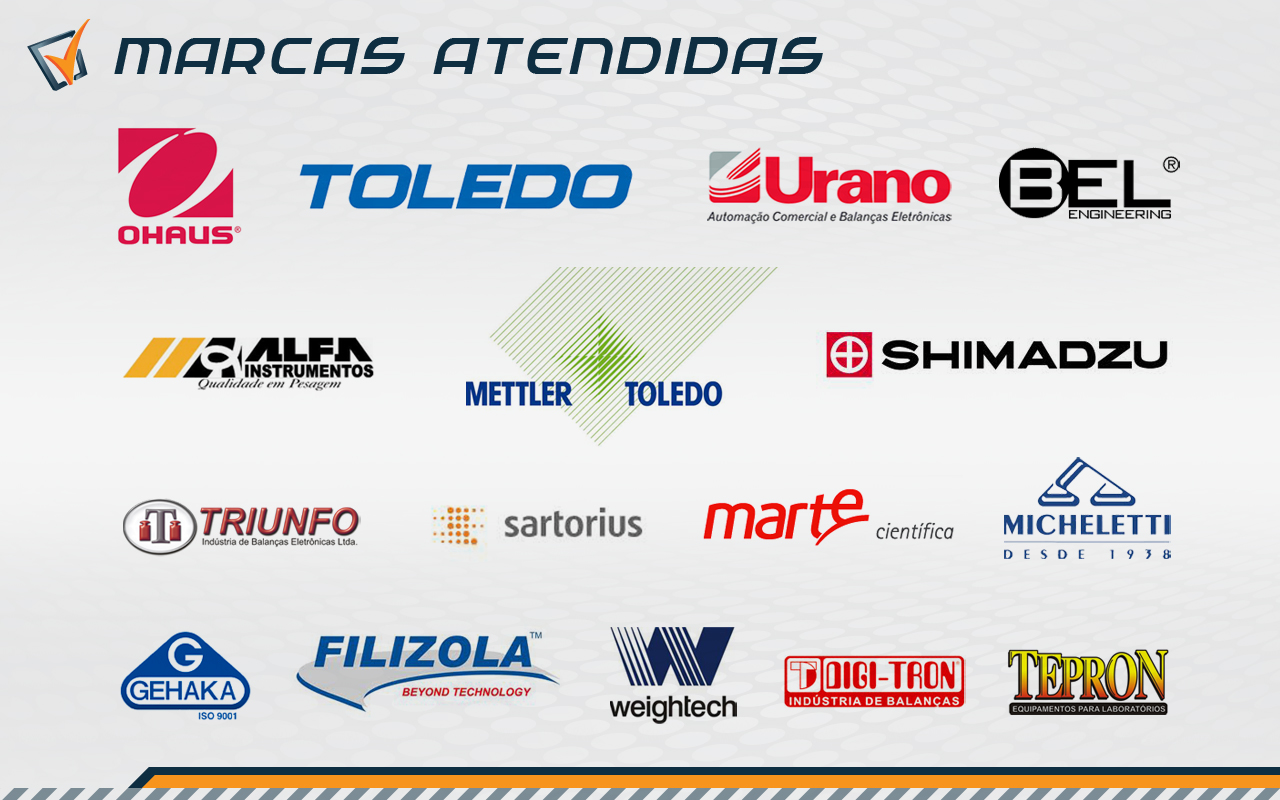 MARCAS ATENDIDAS
OHAUS®
TOLEDO
Urano
Automação Comercial e Balanças Eletrônicas
BEL®
ENGINEERING
ALFA
INSTRUMENTOS
Qualidade em Pesagem
METTLER TOLEDO
SHIMADZU
TRIUNFO
Indústria de Balanças Eletrônicas Ltda.
sartorius
marte
científica
MICHELETTI
DESDE 1938
G
GEHAKA
ISO 9001
FILIZOLA™
BEYOND TECHNOLOGY
W
weightech
DIGI-TRON
INDÚSTRIA DE BALANÇAS
TEPRON
EQUIPAMENTOS PARA LABORATÓRIOS